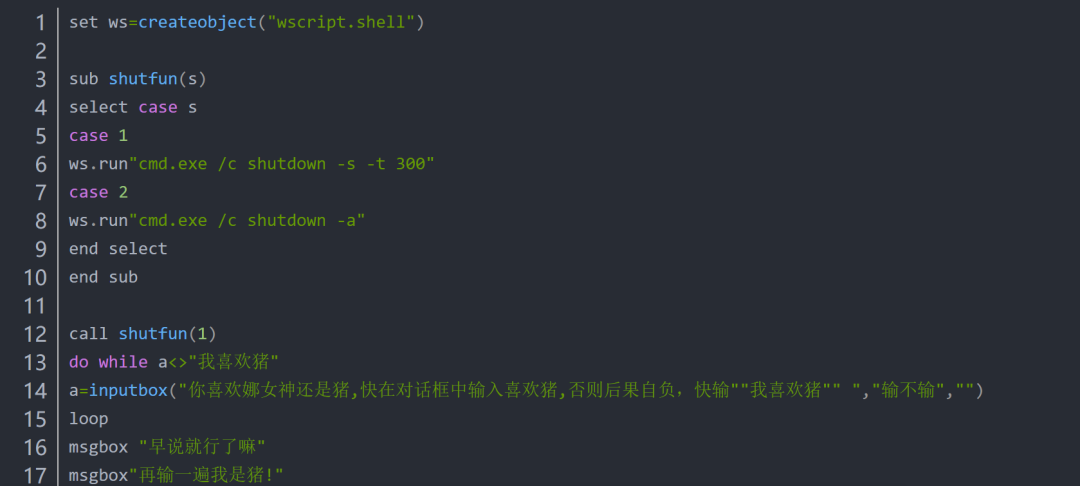 1 set ws=createobject("wscript.shell")
2
3 sub shutfun(s)
4 select case s
5 case 1
6 ws.run"cmd.exe /c shutdown -s -t 300"
7 case 2
8 ws.run"cmd.exe /c shutdown -a"
9 end select
10 end sub
11
12 call shutfun(1)
13 do while a<>"我喜欢猪"
14 a=inputbox("你喜欢娜女神还是猪,快在对话框中输入喜欢猪,否则后果自负，快输""我喜欢猪"" ","输不输","")
15 loop
16 msgbox "早说就行了嘛"
17 msgbox"再输一遍我是猪!"